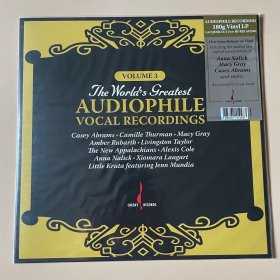 VOLUME 3
The World's Greatest
AUDIOPHILE
VOCAL RECORDINGS
Casey Abrams • Camille Thurman • Macy Gray
Amber Rubarth • Livingston Taylor
The New Appalachians • Alexis Cole
Anna Nalick • Xiomara Laugart
Little Kruta featuring Jenn Mundia
CHESKY RECORDS
AUDIOPHILE RECORDING
180g Vinyl LP
Anna Nalick
Macy Gray
Casey Abrams
and more...